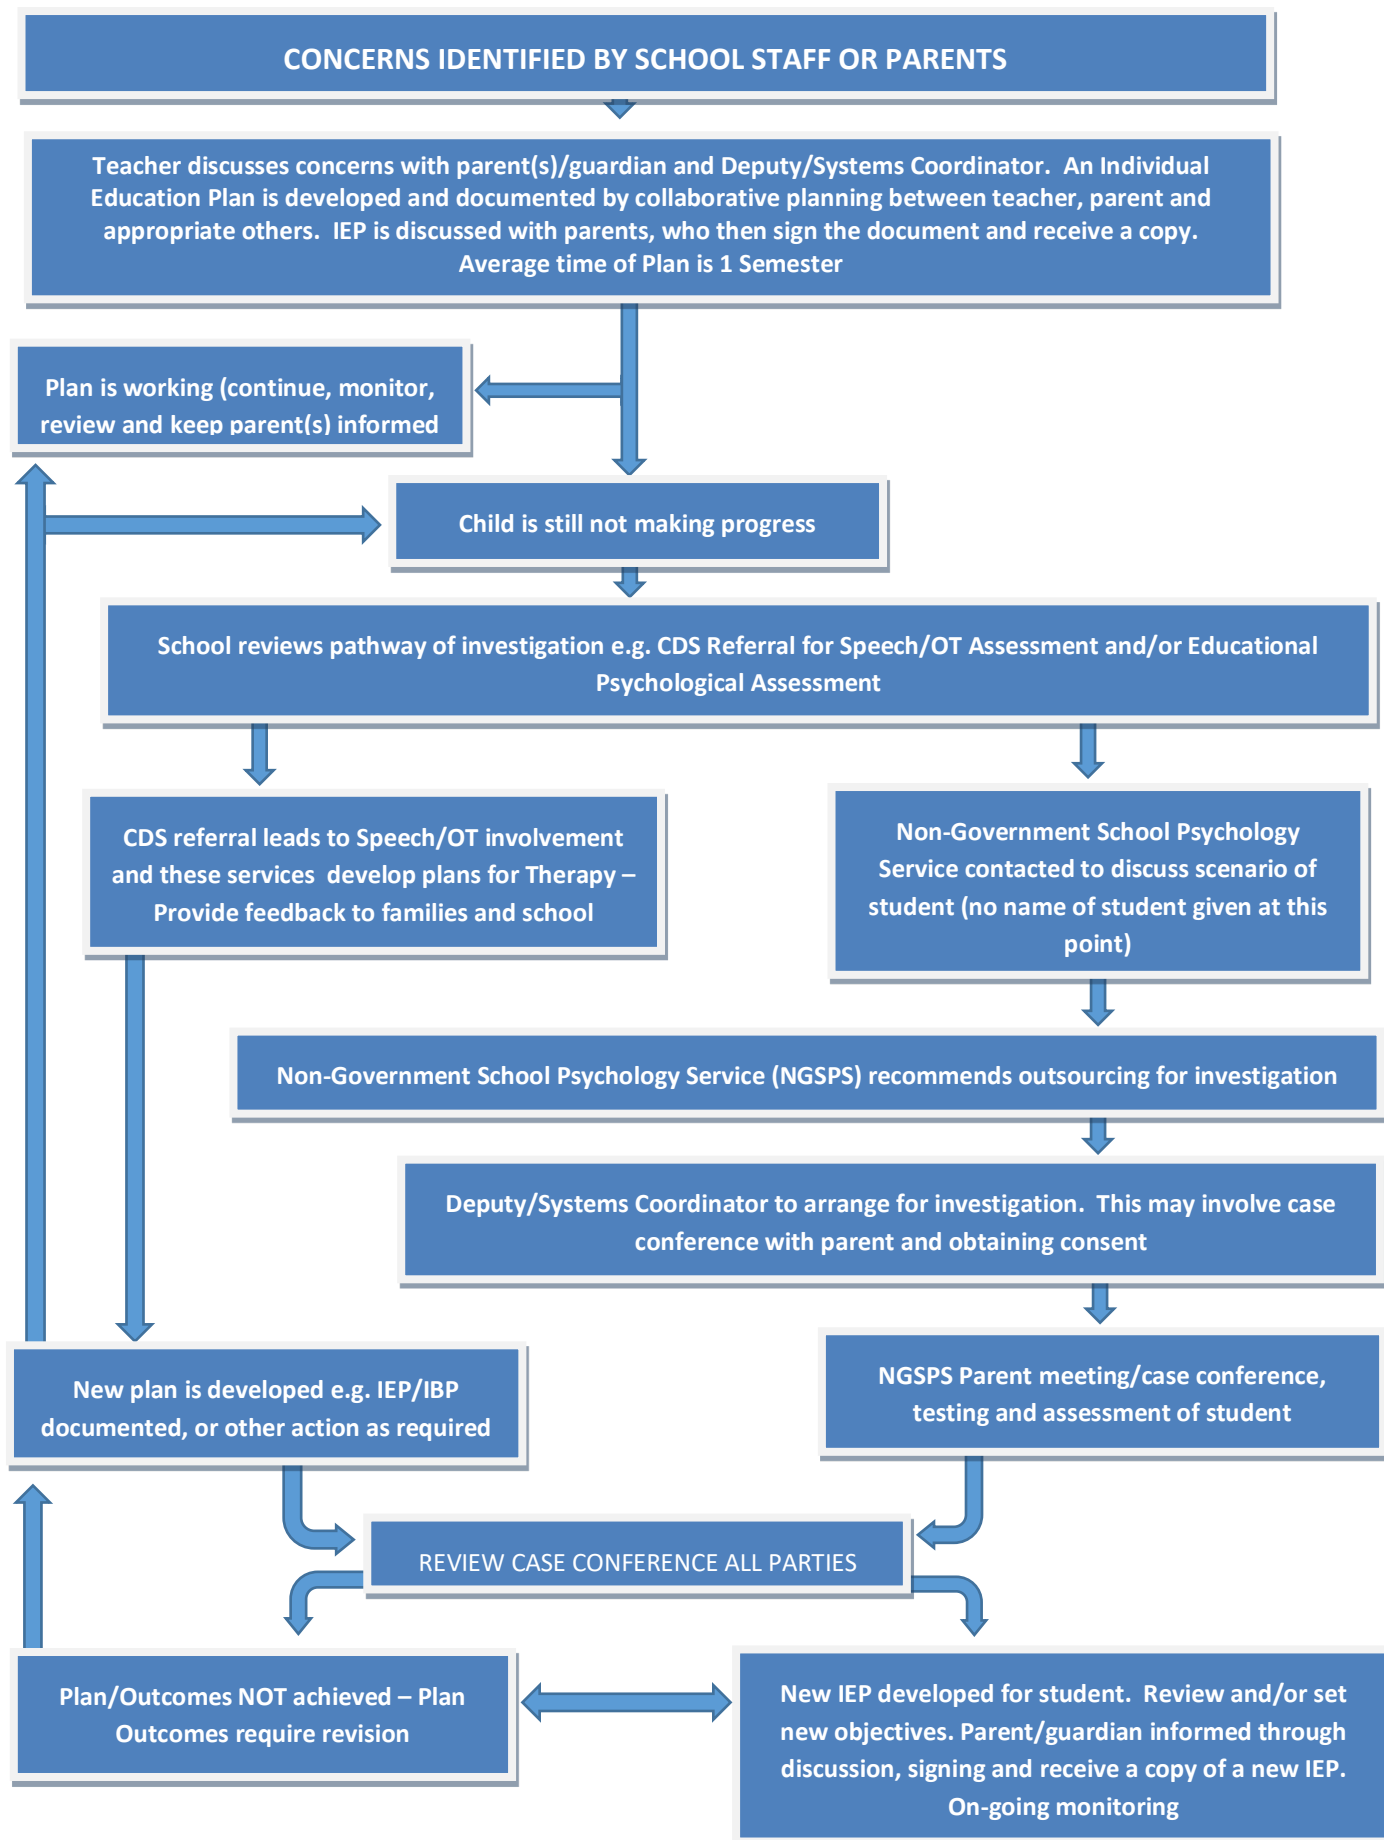 CONCERNS IDENTIFIED BY SCHOOL STAFF OR PARENTS
Teacher discusses concerns with parent(s)/guardian and Deputy/Systems Coordinator.  An Individual
Education Plan is developed and documented by collaborative planning between teacher, parent and
appropriate others.  IEP is discussed with parents, who then sign the document and receive a copy.
Average time of Plan is 1 Semester
Plan is working (continue, monitor,
review and keep parent(s) informed
Child is still not making progress
School reviews pathway of investigation e.g. CDS Referral for Speech/OT Assessment and/or Educational
Psychological Assessment
CDS referral leads to Speech/OT involvement
and these services  develop plans for Therapy –
Provide feedback to families and school
Non-Government School Psychology
Service contacted to discuss scenario of
student (no name of student given at this
point)
Non-Government School Psychology Service (NGSPS) recommends outsourcing for investigation
Deputy/Systems Coordinator to arrange for investigation.  This may involve case
conference with parent and obtaining consent
New plan is developed e.g. IEP/IBP
documented, or other action as required
NGSPS Parent meeting/case conference,
testing and assessment of student
REVIEW CASE CONFERENCE ALL PARTIES
Plan/Outcomes NOT achieved – Plan
Outcomes require revision
New IEP developed for student.  Review and/or set
new objectives. Parent/guardian informed through
discussion, signing and receive a copy of a new IEP.
On-going monitoring